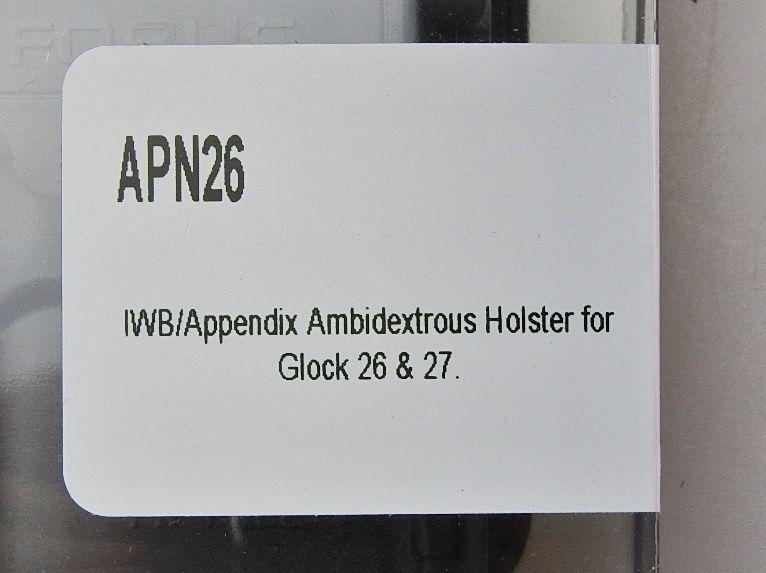 APN26
IWB/Appendix Ambidextrous Holster for
Glock 26 & 27.